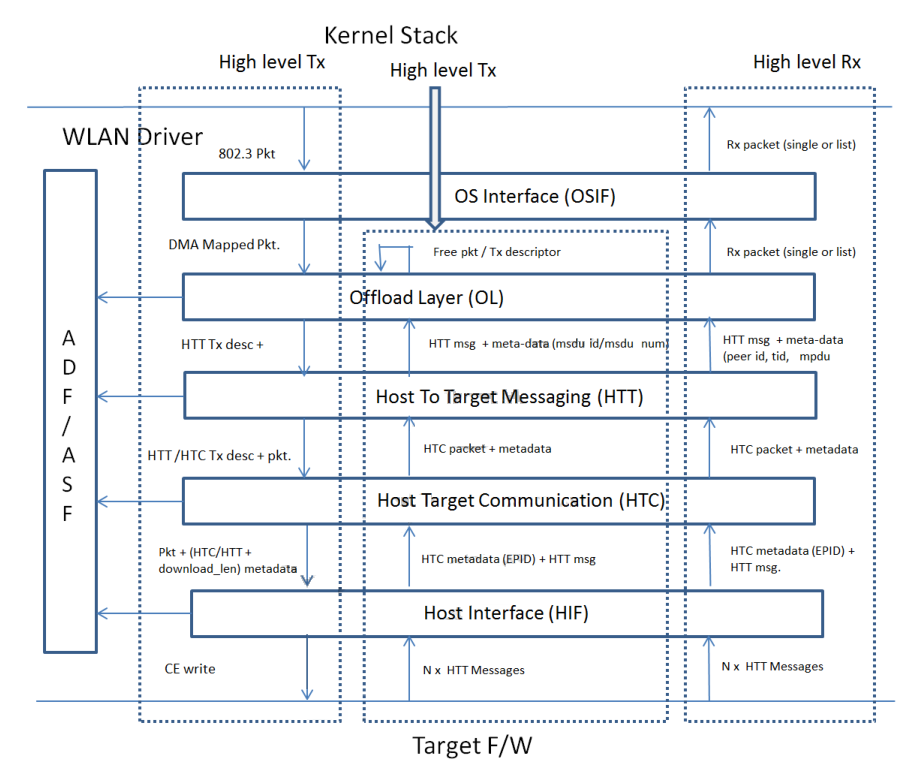 Kernel Stack
High level Tx
High level Tx
High level Rx
WLAN Driver
802.3 Pkt
Rx packet (single or list)
OS Interface (OSIF)
DMA Mapped Pkt.
Free pkt / Tx descriptor
Rx packet (single or list)
Offload Layer (OL)
HTT Tx desc +
HTT msg + meta-data (msdu id/msdu num)
HTT msg + meta-data
(peer id, tid, mpdu
Host To Target Messaging (HTT)
HTT/HTC Tx desc + pkt.
HTC packet + metadata
HTC packet + metadata
Host Target Communication (HTC)
Pkt + (HTC/HTT +
download_len) metadata
HTC metadata (EPID) + HTT msg
HTC metadata (EPID) +
HTT msg.
Host Interface (HIF)
CE write
N x HTT Messages
N x HTT Messages
A
D
F
/
A
S
F
Target F/W